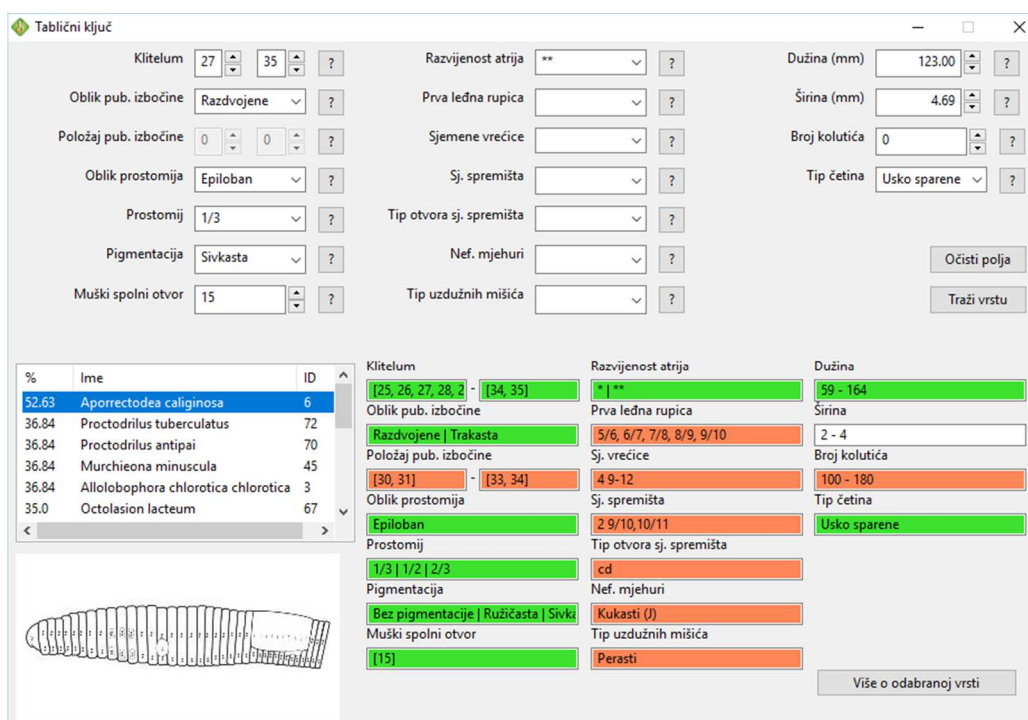 Tablični ključ
Klitelum 27 35 ?
Razvijenost atrija ** ?
Dužina (mm) 123.00 ?
Oblik pub. izbočine Razdvojene ?
Prva leđna rupica ?
Širina (mm) 4.69 ?
Položaj pub. izbočine 0 0 ?
Sjemene vrećice ?
Broj kolutića 0 ?
Oblik prostomija Epiloban ?
Sj. spremišta ?
Tip četina Usko sparene ?
Prostomij 1/3 ?
Tip otvora sj. spremišta ?
Pigmentacija Sivkasta ?
Nef. mjehuri ?
Očisti polja
Muški spolni otvor 15 ?
Tip uzdužnih mišića ?
Traži vrstu
% Ime ID
52.63 Aporrectodea caliginosa 6
36.84 Proctodrilus tuberculatus 72
36.84 Proctodrilus antipai 70
36.84 Murchieona minuscula 45
36.84 Allolobophora chlorotica chlorotica 3
35.0 Octolasion lacteum 67
Klitelum
[25, 26, 27, 28, 2 - [34, 35]
Oblik pub. izbočine
Razdvojene | Trakasta
Položaj pub. izbočine
[30, 31] - [33, 34]
Oblik prostomija
Epiloban
Prostomij
1/3 | 1/2 | 2/3
Pigmentacija
Bez pigmentacije | Ružičasta | Sivka
Muški spolni otvor
[15]
Razvijenost atrija
* | **
Prva leđna rupica
5/6, 6/7, 7/8, 8/9, 9/10
Sj. vrećice
4 9-12
Sj. spremišta
2 9/10,10/11
Tip otvora sj. spremišta
cd
Nef. mjehuri
Kukasti (J)
Tip uzdužnih mišića
Perasti
Dužina
59 - 164
Širina
2 - 4
Broj kolutića
100 - 180
Tip četina
Usko sparene
Više o odabranoj vrsti